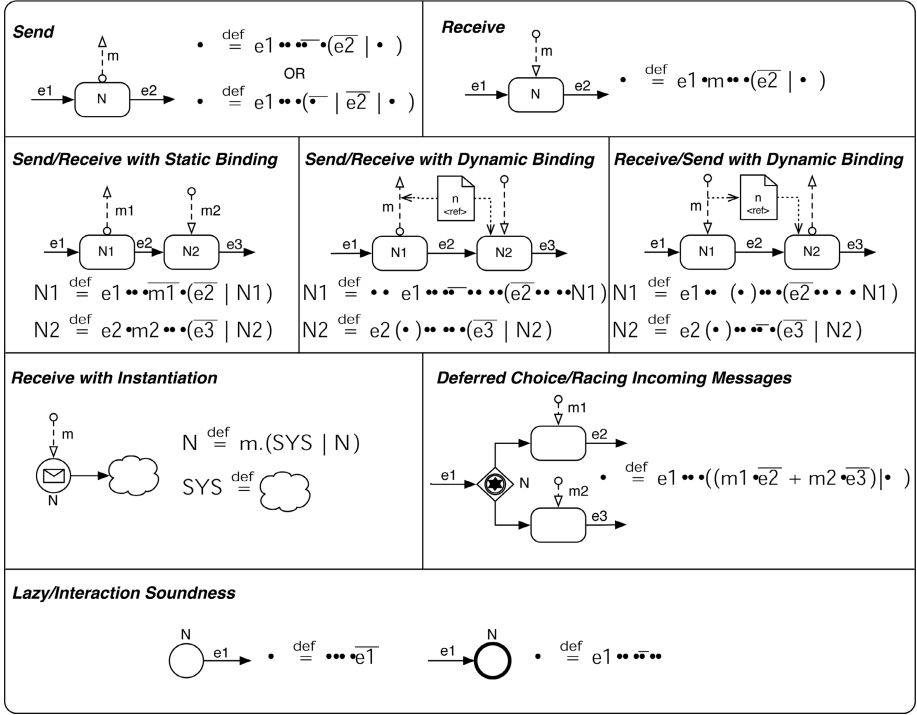 Send
m
e1
N
e2
• def= e1 •• ••‾ •(e2‾ | • )
OR
• def= e1 •••(•‾ | e2‾ | • )
Receive
m
e1
N
e2
• def= e1 •m•• •(e2‾ | • )
Send/Receive with Static Binding
m1
m2
e1
N1
e2
N2
e3
N1 def= e1 •• •m1‾ •(e2‾ | N1)
N2 def= e2 •m2 •• •(e3‾ | N2)
Send/Receive with Dynamic Binding
m
n
<ref>
e1
N1
e2
N2
N1 def= •• e1 •• ••‾ •• •• •(e2‾ •• ••N1)
N2 def= e2 (•) •• •• •(e3‾ | N2)
Receive/Send with Dynamic Binding
m
n
<ref>
e1
N1
e2
N2
e3
N1 def= e1 •• (•) •• •(e2‾ •• •• N1)
N2 def= e2 (•) •• ••‾ •(e3‾ | N2)
Receive with Instantiation
m
N
N def= m.(SYS | N)
SYS def=
Deferred Choice/Racing Incoming Messages
m1
e2
e1
N
m2
e3
• def= e1 •• •((m1 •e2‾ + m2 •e3‾)|• )
Lazy/Interaction Soundness
N
e1
• def= •• • •e1‾
N
e1
• def= e1 •• ••‾ ••